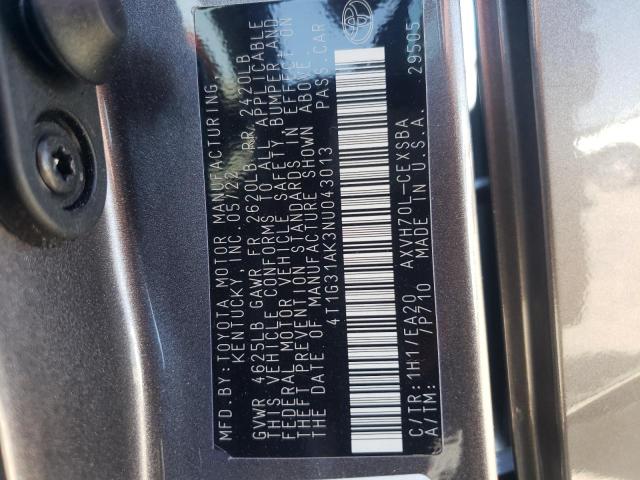 MFD. BY: TOYOTA MOTOR MANUFACTURING,
KENTUCKY, INC. 05/22
GVWR 4625LB GAWR FR 2620LB RR 2420LB
THIS VEHICLE CONFORMS TO ALL APPLICABLE
FEDERAL MOTOR VEHICLE SAFETY BUMPER AND
THEFT PREVENTION STANDARDS IN EFFECT ON
THE DATE OF MANUFACTURE SHOWN ABOVE.
4T1G31AK3NU043013 PASS. CAR
C/TR: 1H1/EA20 AXVH70L-CEXSBA
A/TM: /P710 MADE IN U.S.A. 29505